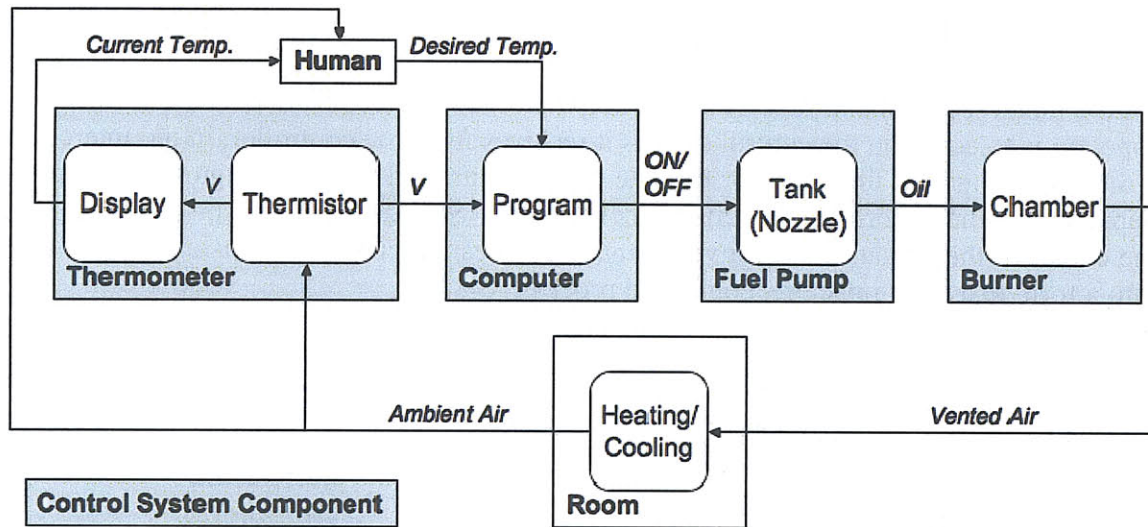 Current Temp.
Human
Desired Temp.
Display
V
Thermistor
Thermometer
V
Program
Computer
ON/
OFF
Tank
(Nozzle)
Fuel Pump
Oil
Chamber
Burner
Ambient Air
Heating/
Cooling
Room
Vented Air
Control System Component